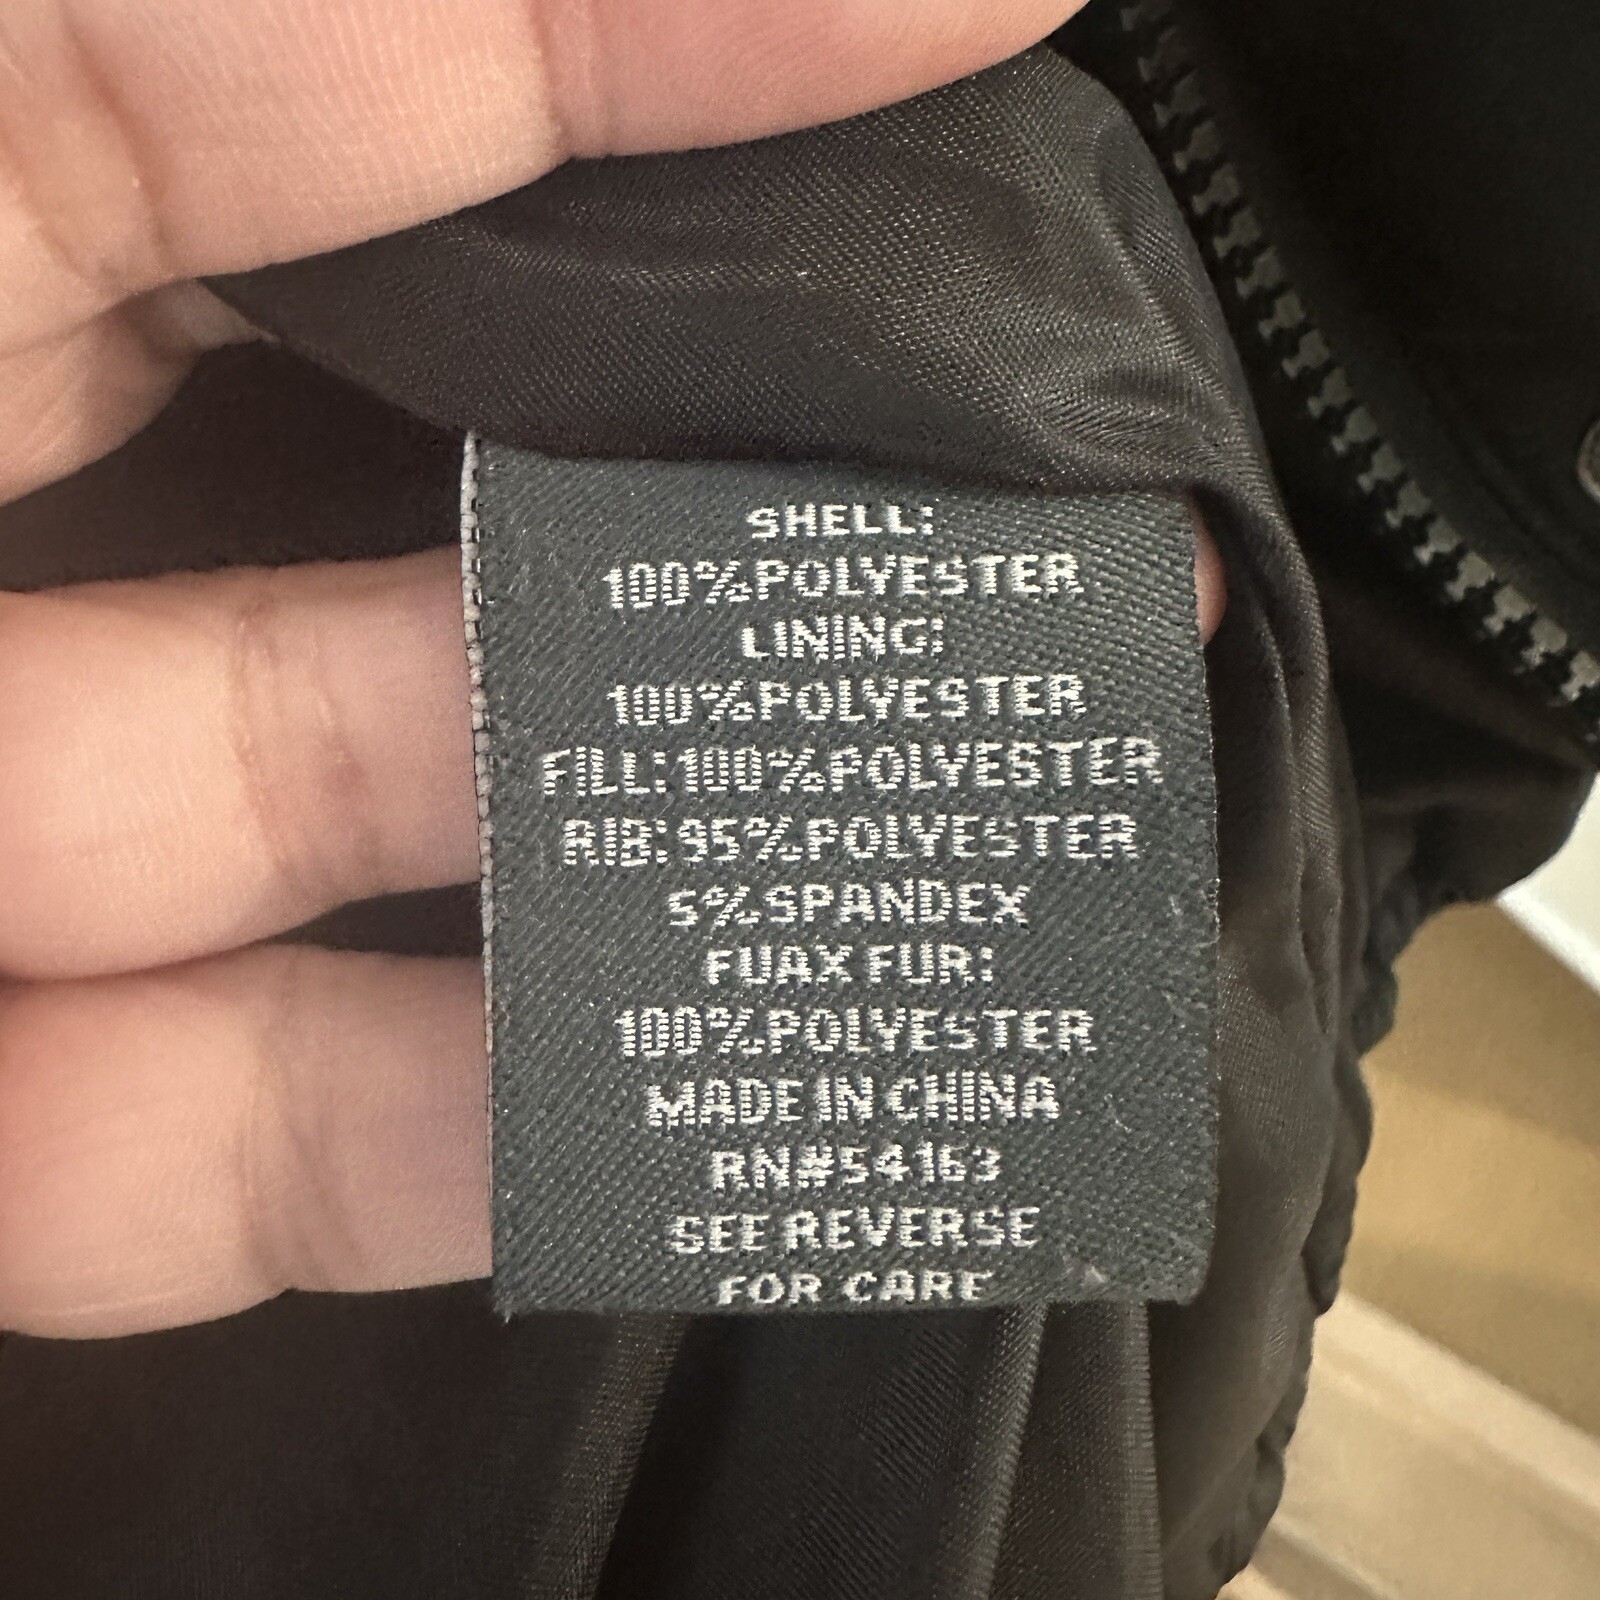 SHELL:
100%POLYESTER
LINING:
100%POLYESTER
FILL:100%POLYESTER
RIB:95%POLYESTER
5%SPANDEX
FUAX FUR:
100%POLYESTER
MADE IN CHINA
RN#54163
SEE REVERSE
FOR CARE